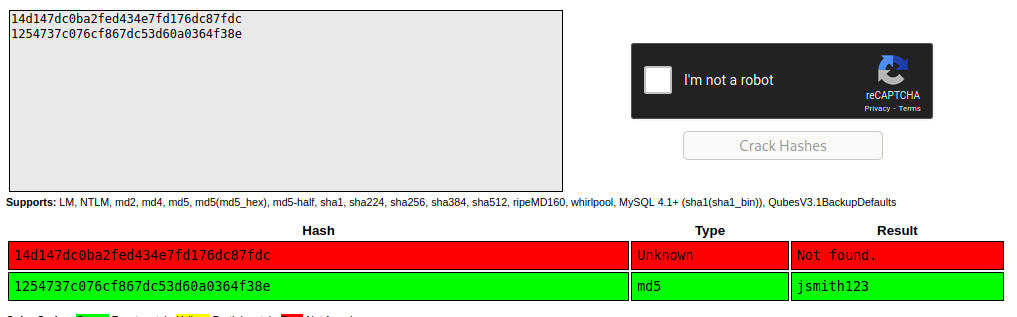 14d147dc0ba2fed434e7fd176dc87fdc
1254737c076cf867dc53d60a0364f38e
I'm not a robot
reCAPTCHA
Privacy - Terms
Crack Hashes
Supports: LM, NTLM, md2, md4, md5, md5(md5_hex), md5-half, sha1, sha224, sha256, sha384, sha512, ripeMD160, whirlpool, MySQL 4.1+ (sha1(sha1_bin)), QubesV3.1BackupDefaults
Hash Type Result
14d147dc0ba2fed434e7fd176dc87fdc Unknown Not found.
1254737c076cf867dc53d60a0364f38e md5 jsmith123